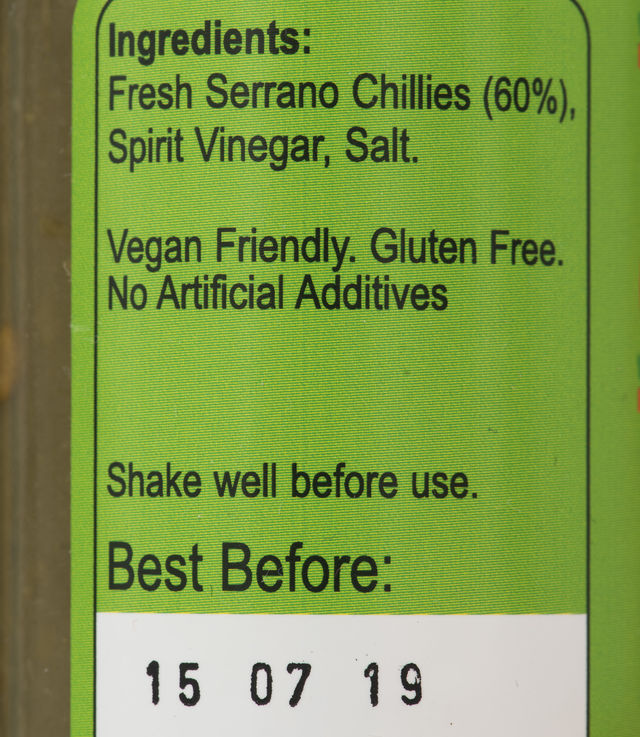 Ingredients:
Fresh Serrano Chillies (60%),
Spirit Vinegar, Salt.
Vegan Friendly. Gluten Free.
No Artificial Additives
Shake well before use.
Best Before:
15 07 19